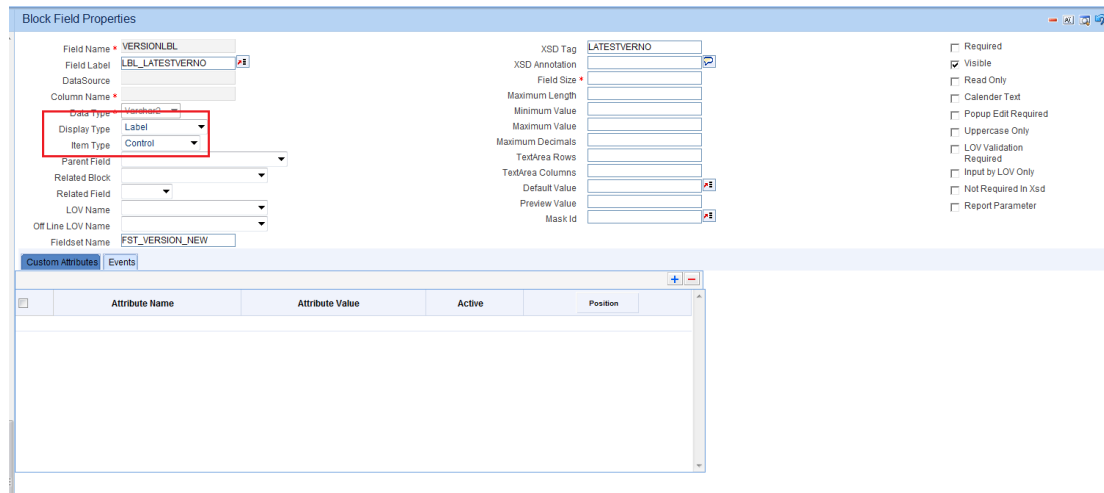 Block Field Properties
Field Name * VERSIONLBL
Field Label LBL_LATESTVERNO
DataSource
Column Name *
Data Type * Varchar2
Display Type Label
Item Type Control
Parent Field
Related Block
Related Field
LOV Name
Off Line LOV Name
Fieldset Name FST_VERSION_NEW
XSD Tag LATESTVERNO
XSD Annotation
Field Size *
Maximum Length
Minimum Value
Maximum Value
Maximum Decimals
TextArea Rows
TextArea Columns
Default Value
Preview Value
Mask Id
Required
Visible
Read Only
Calender Text
Popup Edit Required
Uppercase Only
LOV Validation
Required
Input by LOV Only
Not Required In Xsd
Report Parameter
Custom Attributes Events
Attribute Name Attribute Value Active Position